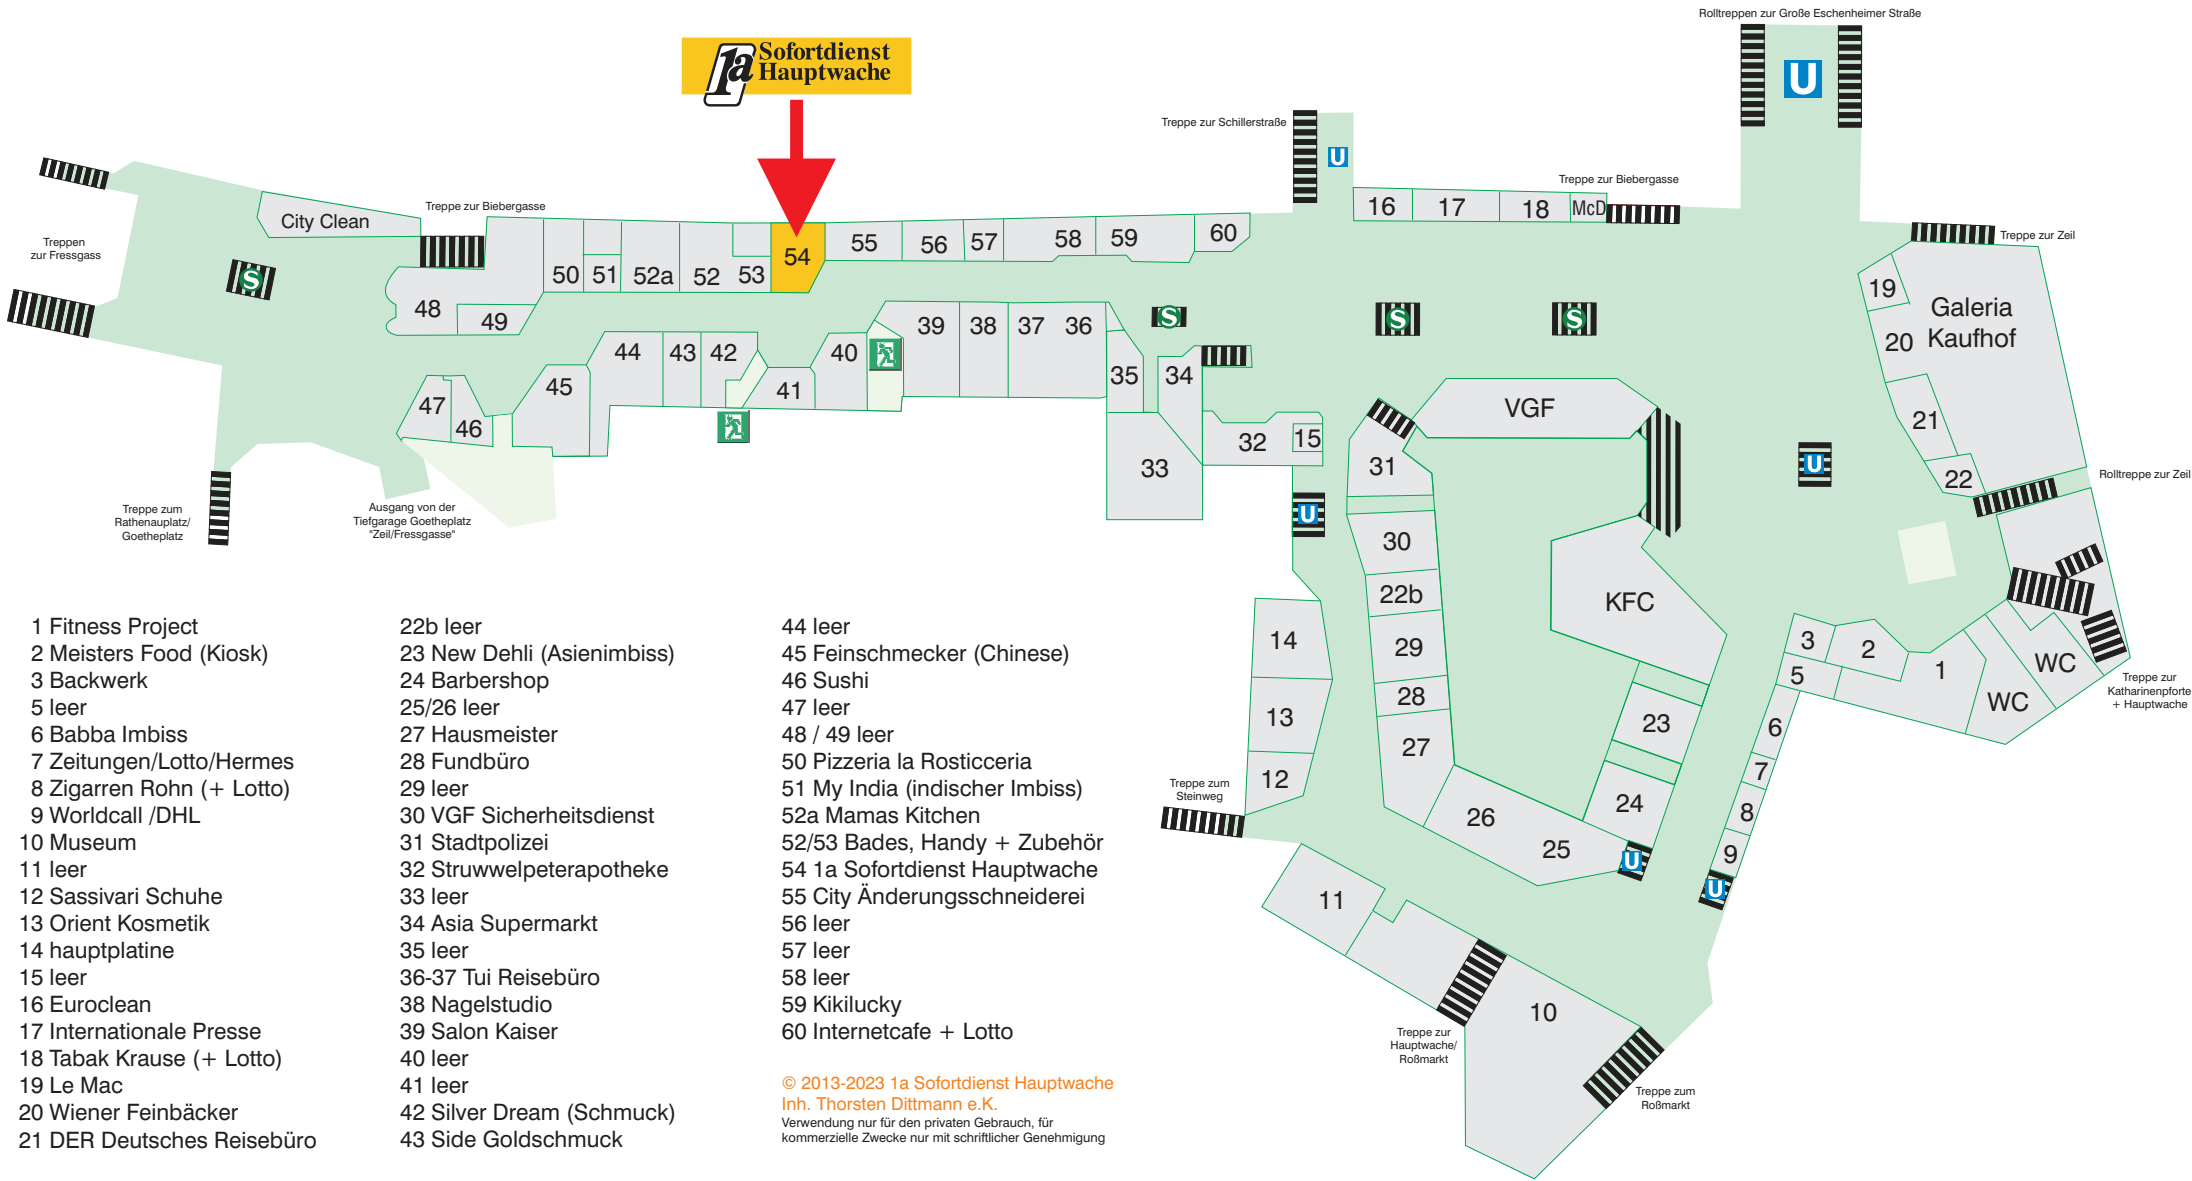 Rolltreppen zur Große Eschenheimer Straße
1a Sofortdienst
Hauptwache
U
Treppe zur Schillerstraße
U
Treppe zur Biebergasse
16
17
18
McD
Treppe zur Biebergasse
City Clean
Treppen
zur Fressgass
S
48
49
50
51
52a
52
53
54
55
56
57
58
59
60
Treppe zur Zeil
19
Galeria
Kaufhof
20
21
22
Rolltreppe zur Zeil
S
S
S
47
46
45
44
43
42
41
40
39
38
37
36
35
34
33
32
15
U
VGF
U
31
30
22b
29
28
27
26
25
KFC
23
24
U
U
Treppe zum
Rathenauplatz/
Goetheplatz
Ausgang von der
Tiefgarage Goetheplatz
"Zeil/Fressgasse"
14
13
12
Treppe zum
Steinweg
3
2
5
1
WC
WC
6
7
8
9
Treppe zur
Katharinenpforte
+ Hauptwache
11
10
Treppe zur
Hauptwache/
Roßmarkt
Treppe zum
Roßmarkt
1 Fitness Project
2 Meisters Food (Kiosk)
3 Backwerk
5 leer
6 Babba Imbiss
7 Zeitungen/Lotto/Hermes
8 Zigarren Rohn (+ Lotto)
9 Worldcall /DHL
10 Museum
11 leer
12 Sassivari Schuhe
13 Orient Kosmetik
14 hauptplatine
15 leer
16 Euroclean
17 Internationale Presse
18 Tabak Krause (+ Lotto)
19 Le Mac
20 Wiener Feinbäcker
21 DER Deutsches Reisebüro
22b leer
23 New Dehli (Asienimbiss)
24 Barbershop
25/26 leer
27 Hausmeister
28 Fundbüro
29 leer
30 VGF Sicherheitsdienst
31 Stadtpolizei
32 Struwwelpeterapotheke
33 leer
34 Asia Supermarkt
35 leer
36-37 Tui Reisebüro
38 Nagelstudio
39 Salon Kaiser
40 leer
41 leer
42 Silver Dream (Schmuck)
43 Side Goldschmuck
44 leer
45 Feinschmecker (Chinese)
46 Sushi
47 leer
48 / 49 leer
50 Pizzeria la Rosticceria
51 My India (indischer Imbiss)
52a Mamas Kitchen
52/53 Bades, Handy + Zubehör
54 1a Sofortdienst Hauptwache
55 City Änderungsschneiderei
56 leer
57 leer
58 leer
59 Kikilucky
60 Internetcafe + Lotto
© 2013-2023 1a Sofortdienst Hauptwache
Inh. Thorsten Dittmann e.K.
Verwendung nur für den privaten Gebrauch, für
kommerzielle Zwecke nur mit schriftlicher Genehmigung